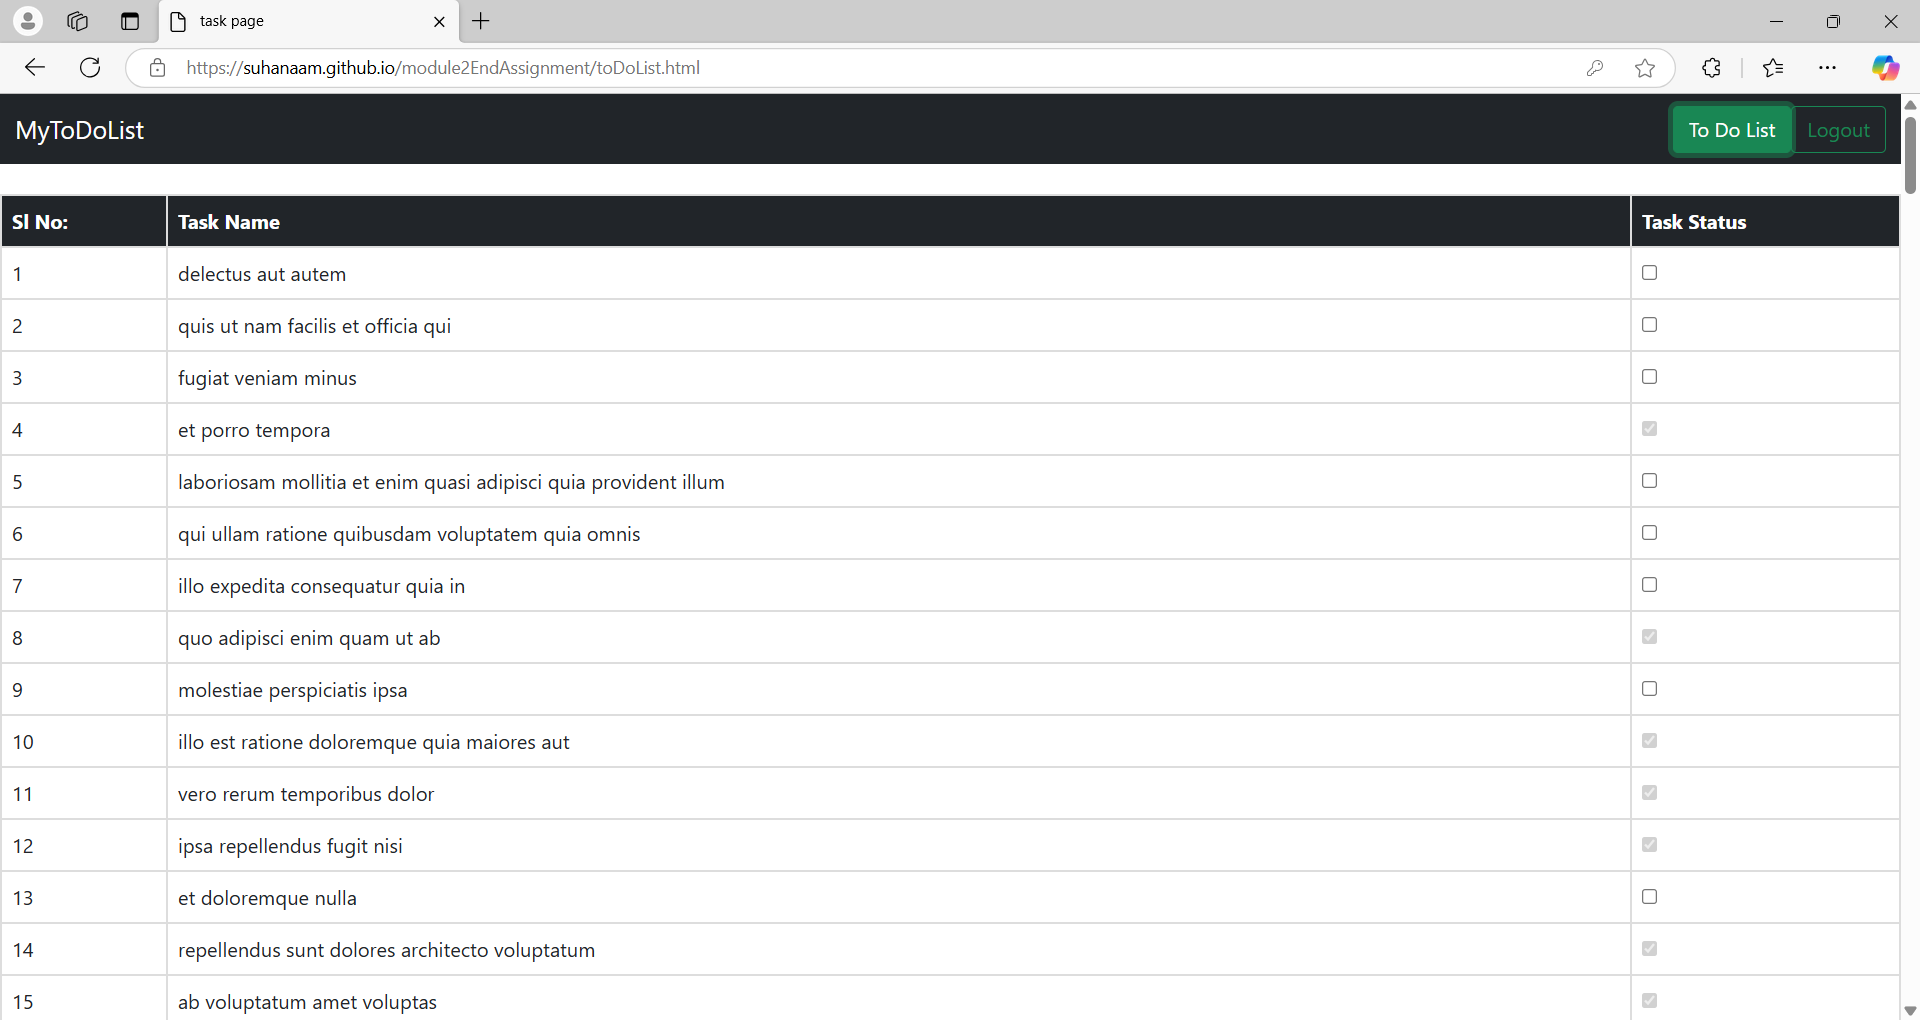 task page
https://suhanaam.github.io/module2EndAssignment/toDoList.html
MyToDoList To Do List Logout
Sl No: Task Name Task Status
1 delectus aut autem
2 quis ut nam facilis et officia qui
3 fugiat veniam minus
4 et porro tempora
5 laboriosam mollitia et enim quasi adipisci quia provident illum
6 qui ullam ratione quibusdam voluptatem quia omnis
7 illo expedita consequatur quia in
8 quo adipisci enim quam ut ab
9 molestiae perspiciatis ipsa
10 illo est ratione doloremque quia maiores aut
11 vero rerum temporibus dolor
12 ipsa repellendus fugit nisi
13 et doloremque nulla
14 repellendus sunt dolores architecto voluptatum
15 ab voluptatum amet voluptas